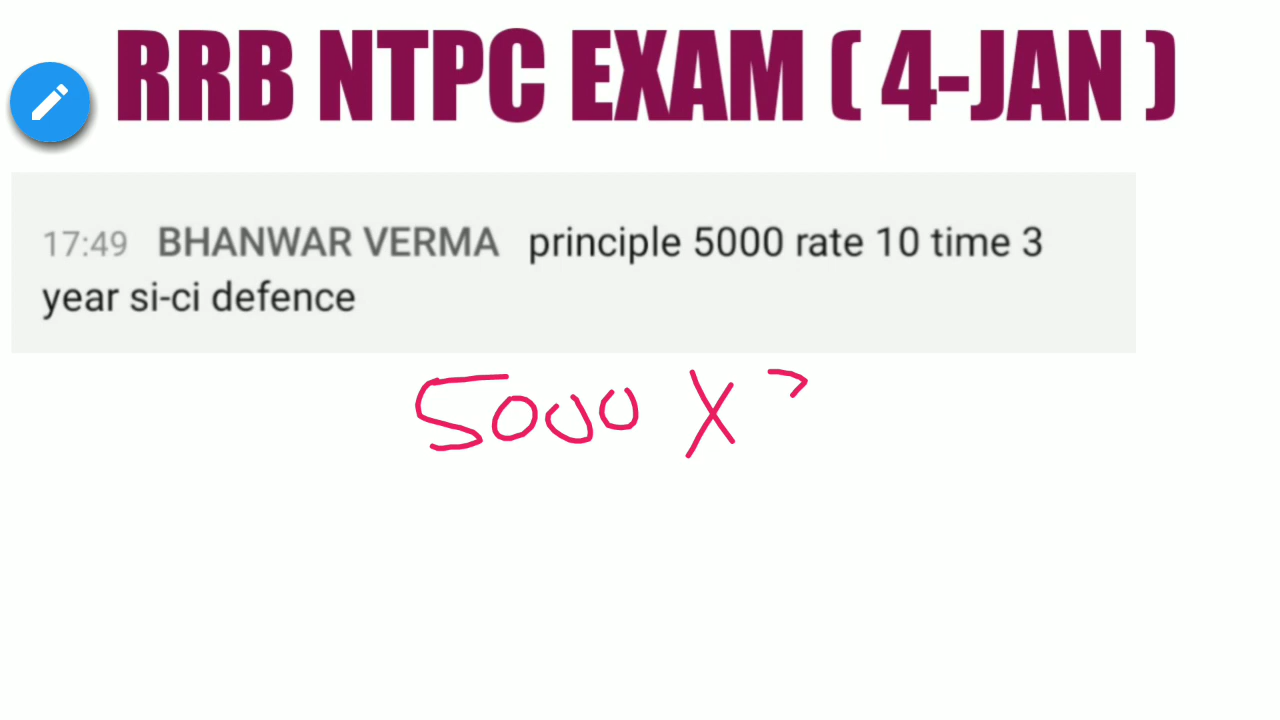 RRB NTPC EXAM ( 4-JAN )
17:49 BHANWAR VERMA principle 5000 rate 10 time 3
year si-ci defence
5000 X